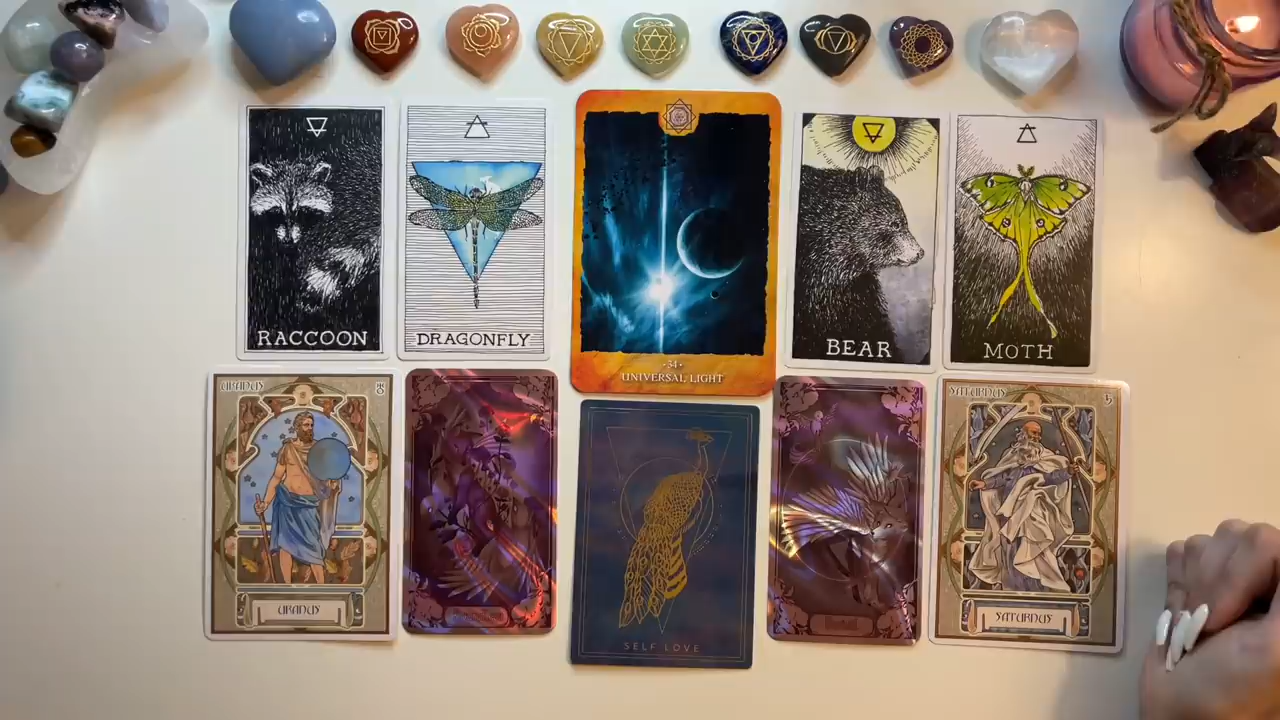 RACCOON
DRAGONFLY
·34·
UNIVERSAL LIGHT
BEAR
MOTH
URANUS
URANUS
SELF LOVE
SATURNUS
SATURNUS